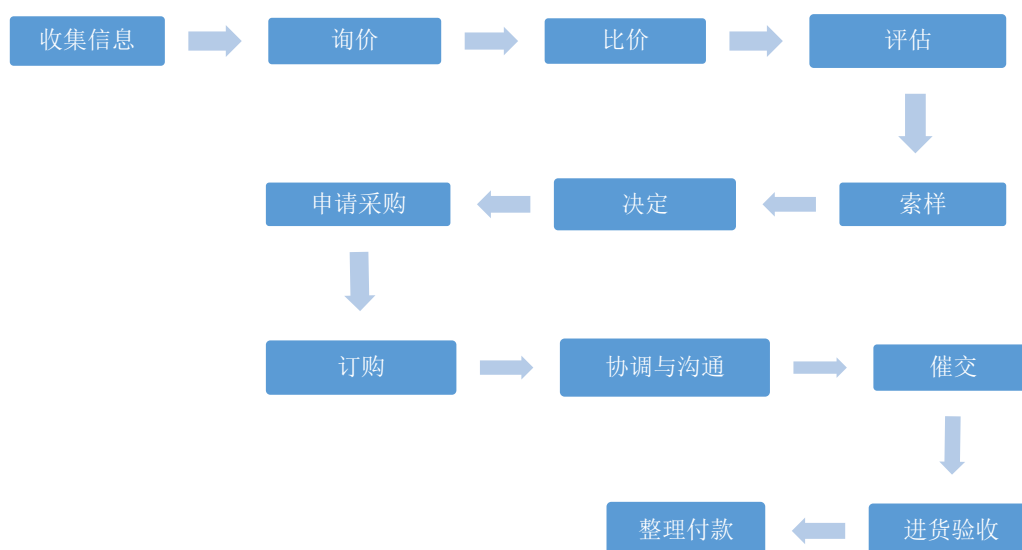 收集信息
询价
比价
评估
索样
决定
申请采购
订购
协调与沟通
催交
进货验收
整理付款